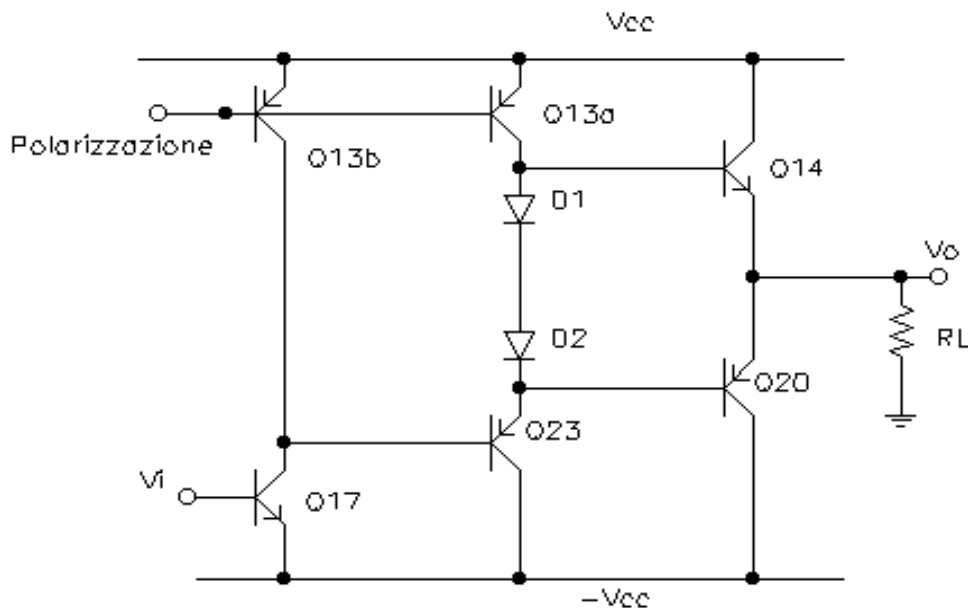 Vcc
Polarizzazione
Q13b
Q13a
Q14
D1
Vo
D2
RL
Q20
Q23
Vi
Q17
-Vcc